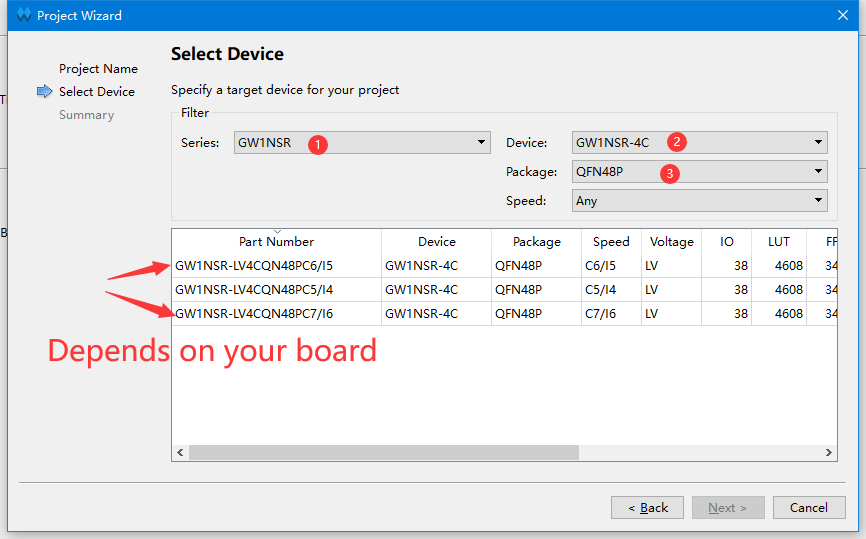 Project Wizard
Select Device
Project Name
Select Device
Summary
Specify a target device for your project
Filter
Series: GW1NSR 1 Device: GW1NSR-4C 2
Package: QFN48P 3
Speed: Any
Part Number Device Package Speed Voltage IO LUT FF
GW1NSR-LV4CQN48PC6/I5 GW1NSR-4C QFN48P C6/I5 LV 38 4608 34
GW1NSR-LV4CQN48PC5/I4 GW1NSR-4C QFN48P C5/I4 LV 38 4608 34
GW1NSR-LV4CQN48PC7/I6 GW1NSR-4C QFN48P C7/I6 LV 38 4608 34
Depends on your board
< Back Next > Cancel